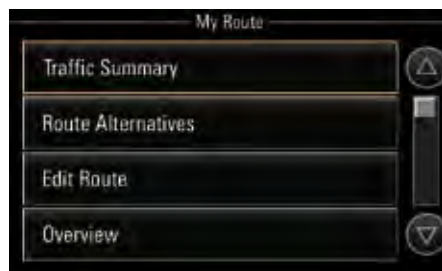 My Route
Traffic Summary
Route Alternatives
Edit Route
Overview